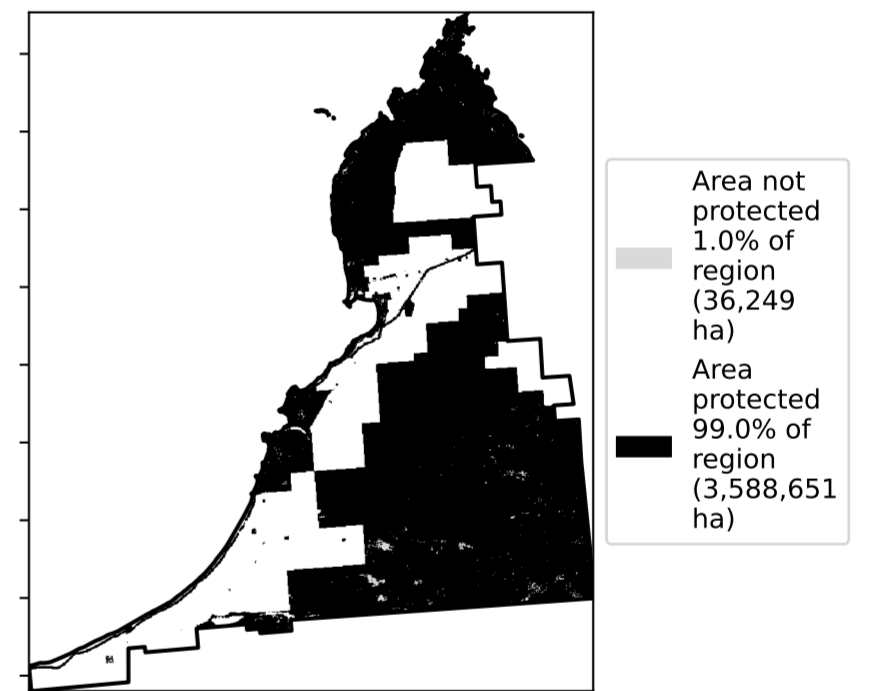 Area not
protected
1.0% of
region
(36,249
ha)
Area
protected
99.0% of
region
(3,588,651
ha)